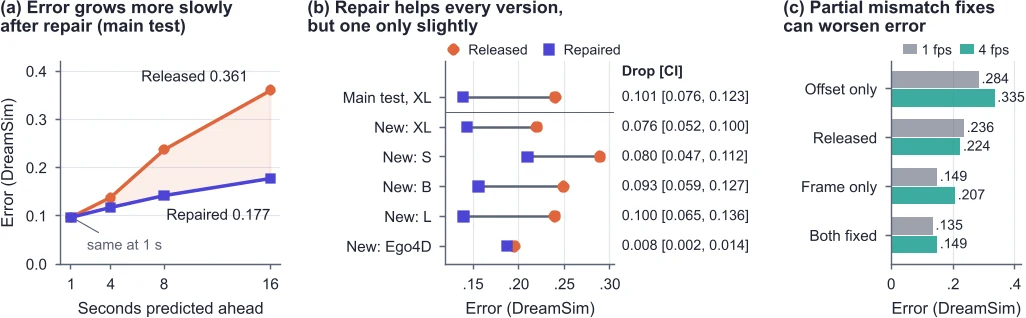 (a) Error grows more slowly
after repair (main test)
Error (DreamSim)
0.4
0.3
0.2
0.1
0.0
Released 0.361
Repaired 0.177
same at 1 s
1 4 8 16
Seconds predicted ahead
(b) Repair helps every version,
but one only slightly
Released Repaired
Drop [CI]
Main test, XL 0.101 [0.076, 0.123]
New: XL 0.076 [0.052, 0.100]
New: S 0.080 [0.047, 0.112]
New: B 0.093 [0.059, 0.127]
New: L 0.100 [0.065, 0.136]
New: Ego4D 0.008 [0.002, 0.014]
.15 .20 .25 .30
Error (DreamSim)
(c) Partial mismatch fixes
can worsen error
1 fps 4 fps
Offset only .284
.335
Released .236
.224
Frame only .149
.207
Both fixed .135
.149
0 .2 .4
Error (DreamSim)